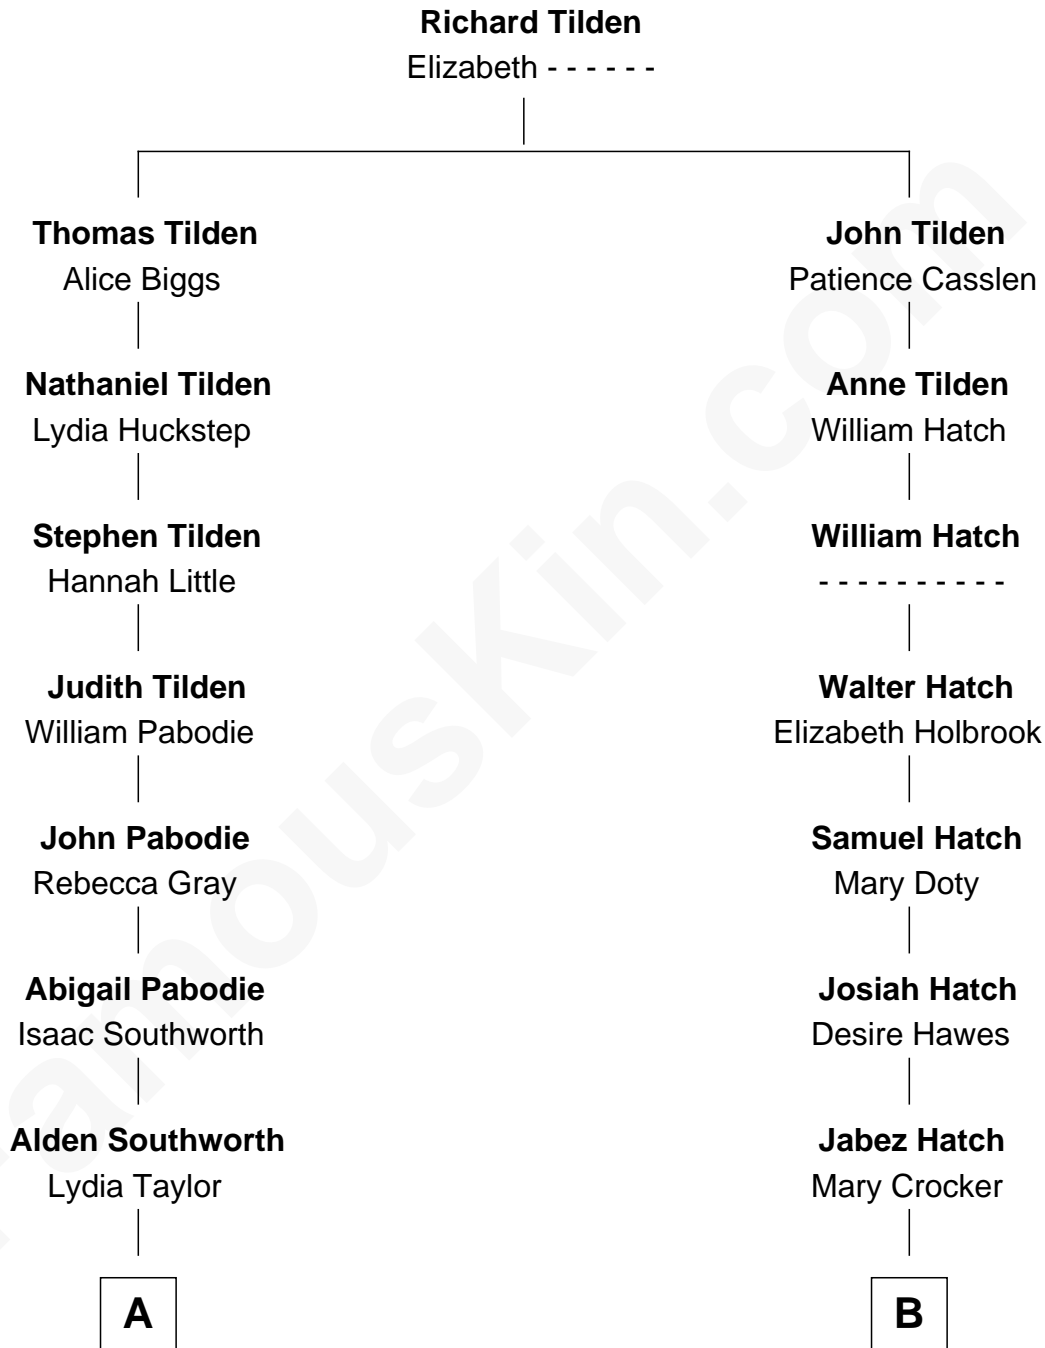 Richard Tilden
Elizabeth - - - - - -
Thomas Tilden
Alice Biggs
John Tilden
Patience Casslen
Nathaniel Tilden
Lydia Huckstep
Anne Tilden
William Hatch
Stephen Tilden
Hannah Little
William Hatch
- - - - - - - - - -
Judith Tilden
William Pabodie
Walter Hatch
Elizabeth Holbrook
John Pabodie
Rebecca Gray
Samuel Hatch
Mary Doty
Abigail Pabodie
Isaac Southworth
Josiah Hatch
Desire Hawes
Alden Southworth
Lydia Taylor
Jabez Hatch
Mary Crocker
A
B
FamousKin.com